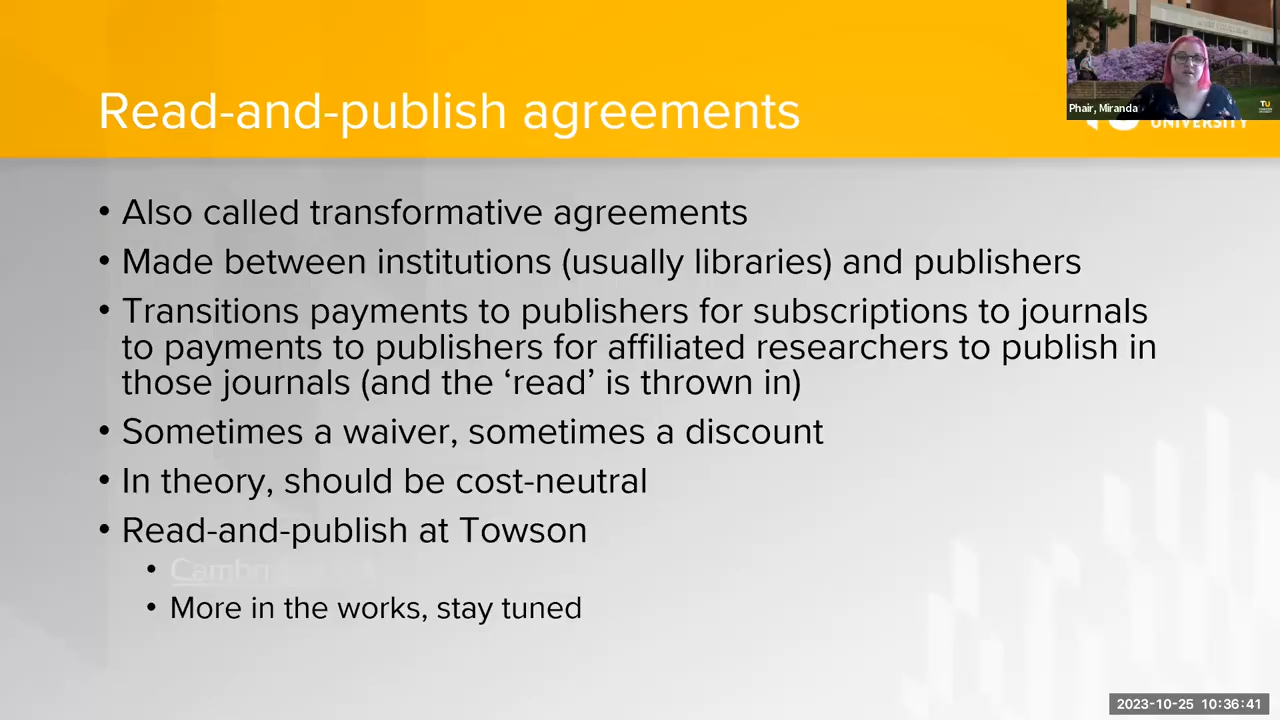 Read-and-publish agreements
Phair, Miranda
TU
UNIVERSITY
• Also called transformative agreements
• Made between institutions (usually libraries) and publishers
• Transitions payments to publishers for subscriptions to journals
to payments to publishers for affiliated researchers to publish in
those journals (and the ‘read’ is thrown in)
• Sometimes a waiver, sometimes a discount
• In theory, should be cost-neutral
• Read-and-publish at Towson
•
• More in the works, stay tuned
2023-10-25 10:36:41